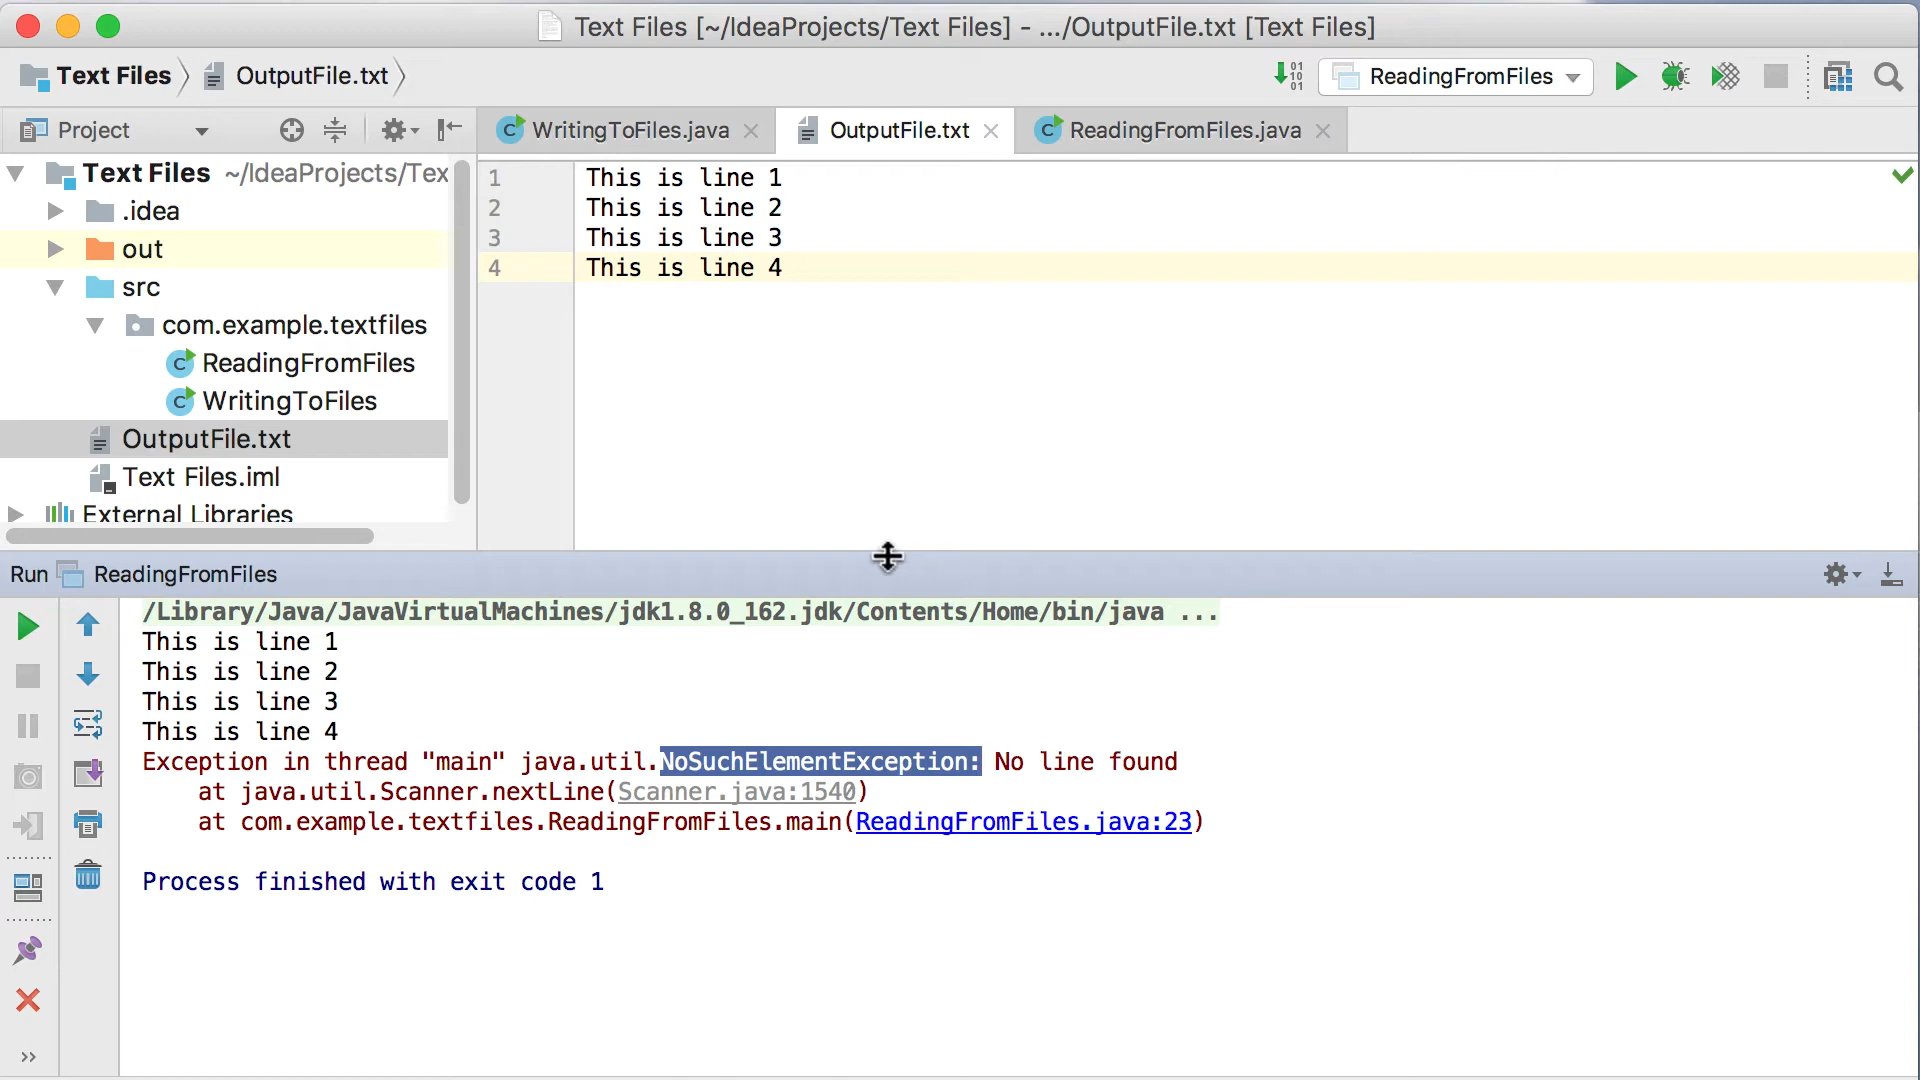 Text Files [~/IdeaProjects/Text Files] - .../OutputFile.txt [Text Files]
Text Files OutputFile.txt
ReadingFromFiles
Project
WritingToFiles.java OutputFile.txt ReadingFromFiles.java
Text Files ~/IdeaProjects/Tex
.idea
out
src
com.example.textfiles
ReadingFromFiles
WritingToFiles
OutputFile.txt
Text Files.iml
External Libraries
1 This is line 1
2 This is line 2
3 This is line 3
4 This is line 4
Run ReadingFromFiles
/Library/Java/JavaVirtualMachines/jdk1.8.0_162.jdk/Contents/Home/bin/java ...
This is line 1
This is line 2
This is line 3
This is line 4
Exception in thread "main" java.util.NoSuchElementException: No line found
at java.util.Scanner.nextLine(Scanner.java:1540)
at com.example.textfiles.ReadingFromFiles.main(ReadingFromFiles.java:23)
Process finished with exit code 1